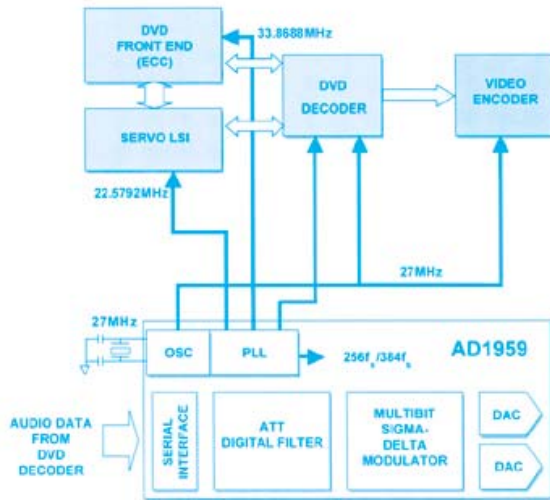 DVD
FRONT END
(ECC)
33.8688MHz
DVD
DECODER
VIDEO
ENCODER
SERVO LSI
22.5792MHz
27MHz
27MHz
OSC
PLL
256fs/384fs
AD1959
AUDIO DATA
FROM
DVD
DECODER
SERIAL
INTERFACE
ATT
DIGITAL FILTER
MULTIBIT
SIGMA-
DELTA
MODULATOR
DAC
DAC